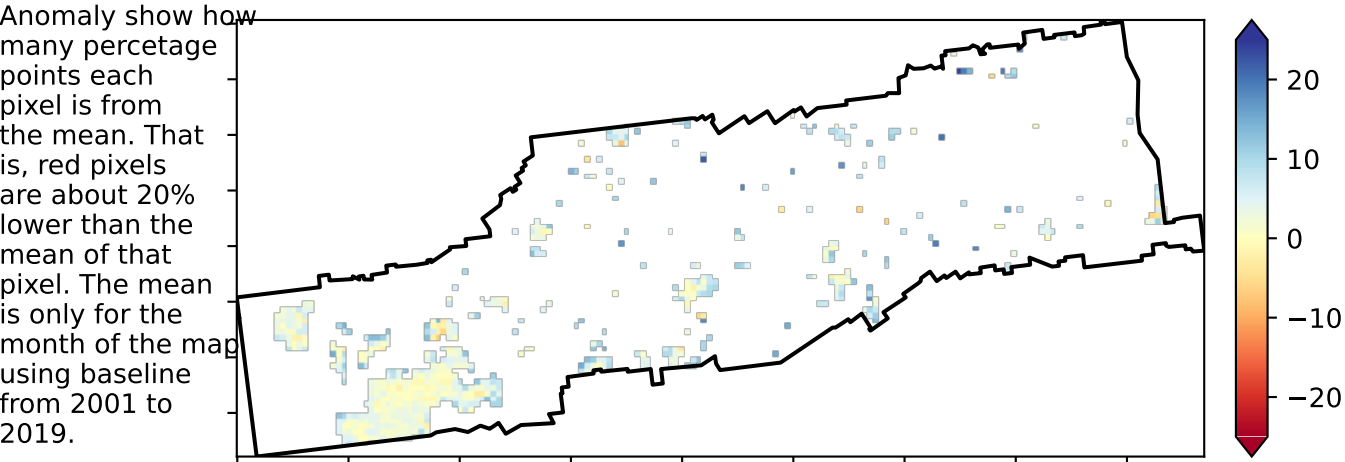 Anomaly show how
many percetage
points each
pixel is from
the mean. That
is, red pixels
are about 20%
lower than the
mean of that
pixel. The mean
is only for the
month of the map
using baseline
from 2001 to
2019.
20
10
0
−10
−20